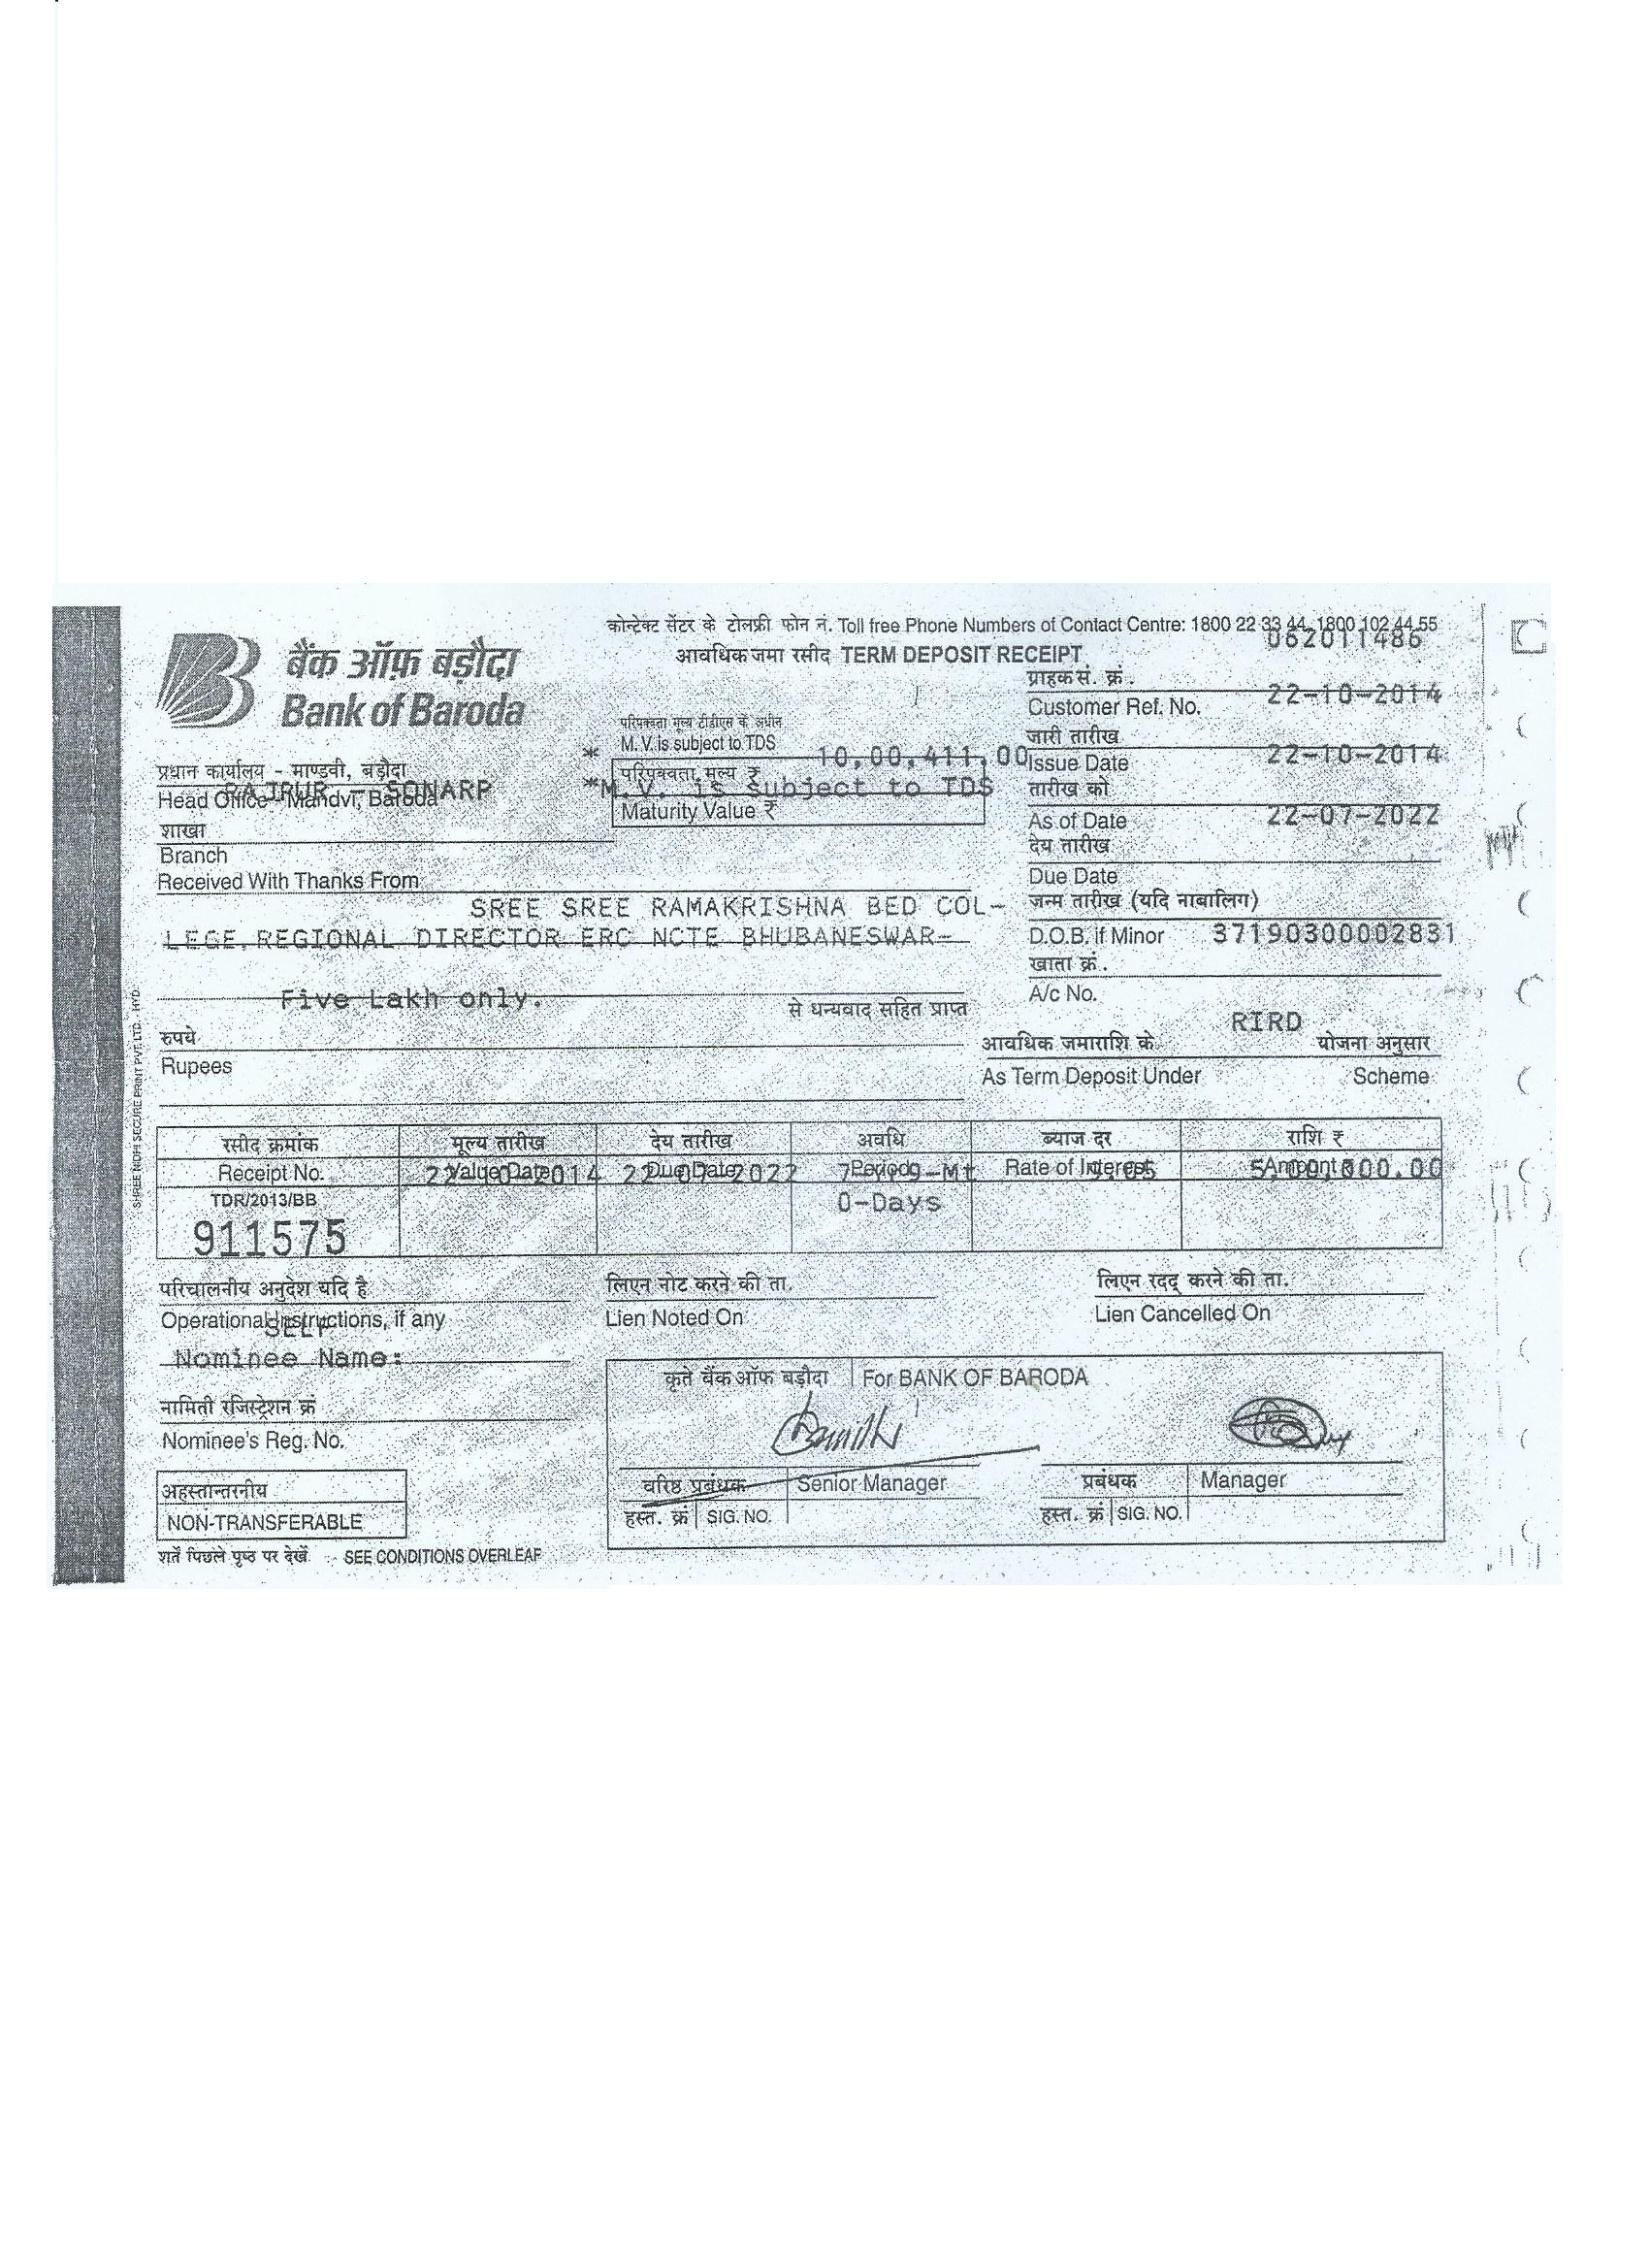 कोन्टेक्ट सेंटर के टोलफ्री फोन नं. Toll free Phone Numbers of Contact Centre: 1800 22 33 44, 1800 102 44 55
062011486
बैंक ऑफ़ बड़ौदा
Bank of Baroda
आवधिक जमा रसीद TERM DEPOSIT RECEIPT
ग्राहक सं. क्रं.
Customer Ref. No.
22-10-2014
परिपक्वता मूल्य टीडीएस के अधीन
M.V. is subject to TDS
जारी तारीख
* 10,00,411.00
Issue Date
22-10-2014
प्रधान कार्यालय - माण्डवी, बड़ौदा
Head Office - Mandvi, Baroda
RAJPUR - SONARP
परिपक्वता मूल्य ₹
*M.V. is subject to TDS
Maturity Value ₹
तारीख को
As of Date
22-07-2022
शाखा
Branch
देय तारीख
Due Date
Received With Thanks From
SREE SREE RAMAKRISHNA BED COL-
LEGE,REGIONAL DIRECTOR ERC NCTE BHUBANESWAR-
जन्म तारीख (यदि नाबालिग)
D.O.B. if Minor
37190300002831
खाता क्रं.
A/c No.
Five Lakh only.
से धन्यवाद सहित प्राप्त
रुपये
Rupees
RIRD
आवधिक जमाराशि के योजना अनुसार
As Term Deposit Under Scheme
रसीद क्रमांक मूल्य तारीख देय तारीख अवधि ब्याज दर राशि ₹
Receipt No. Value Date Due Date Period Rate of Interest Amount ₹
22-10-2014 22-07-2022 9.05 5,00,000.00
0-Days
TDR/2013/BB
911575
परिचालनीय अनुदेश यदि है
Operational Instructions, if any
SELF
Nominee Name:
लिएन नोट करने की ता.
Lien Noted On
लिएन रदद् करने की ता.
Lien Cancelled On
नामिती रजिस्ट्रेशन क्रं
Nominee's Reg. No.
कृते बैंक ऑफ बड़ौदा For BANK OF BARODA
वरिष्ठ प्रबंधक Senior Manager
हस्त. क्रं SIG. NO.
प्रबंधक Manager
हस्त. क्रं SIG. NO.
अहस्तान्तरनीय
NON-TRANSFERABLE
शर्तें पिछले पृष्ठ पर देखें - SEE CONDITIONS OVERLEAF
SREE NIDHI SECURE PRINT PVT. LTD. HYD.